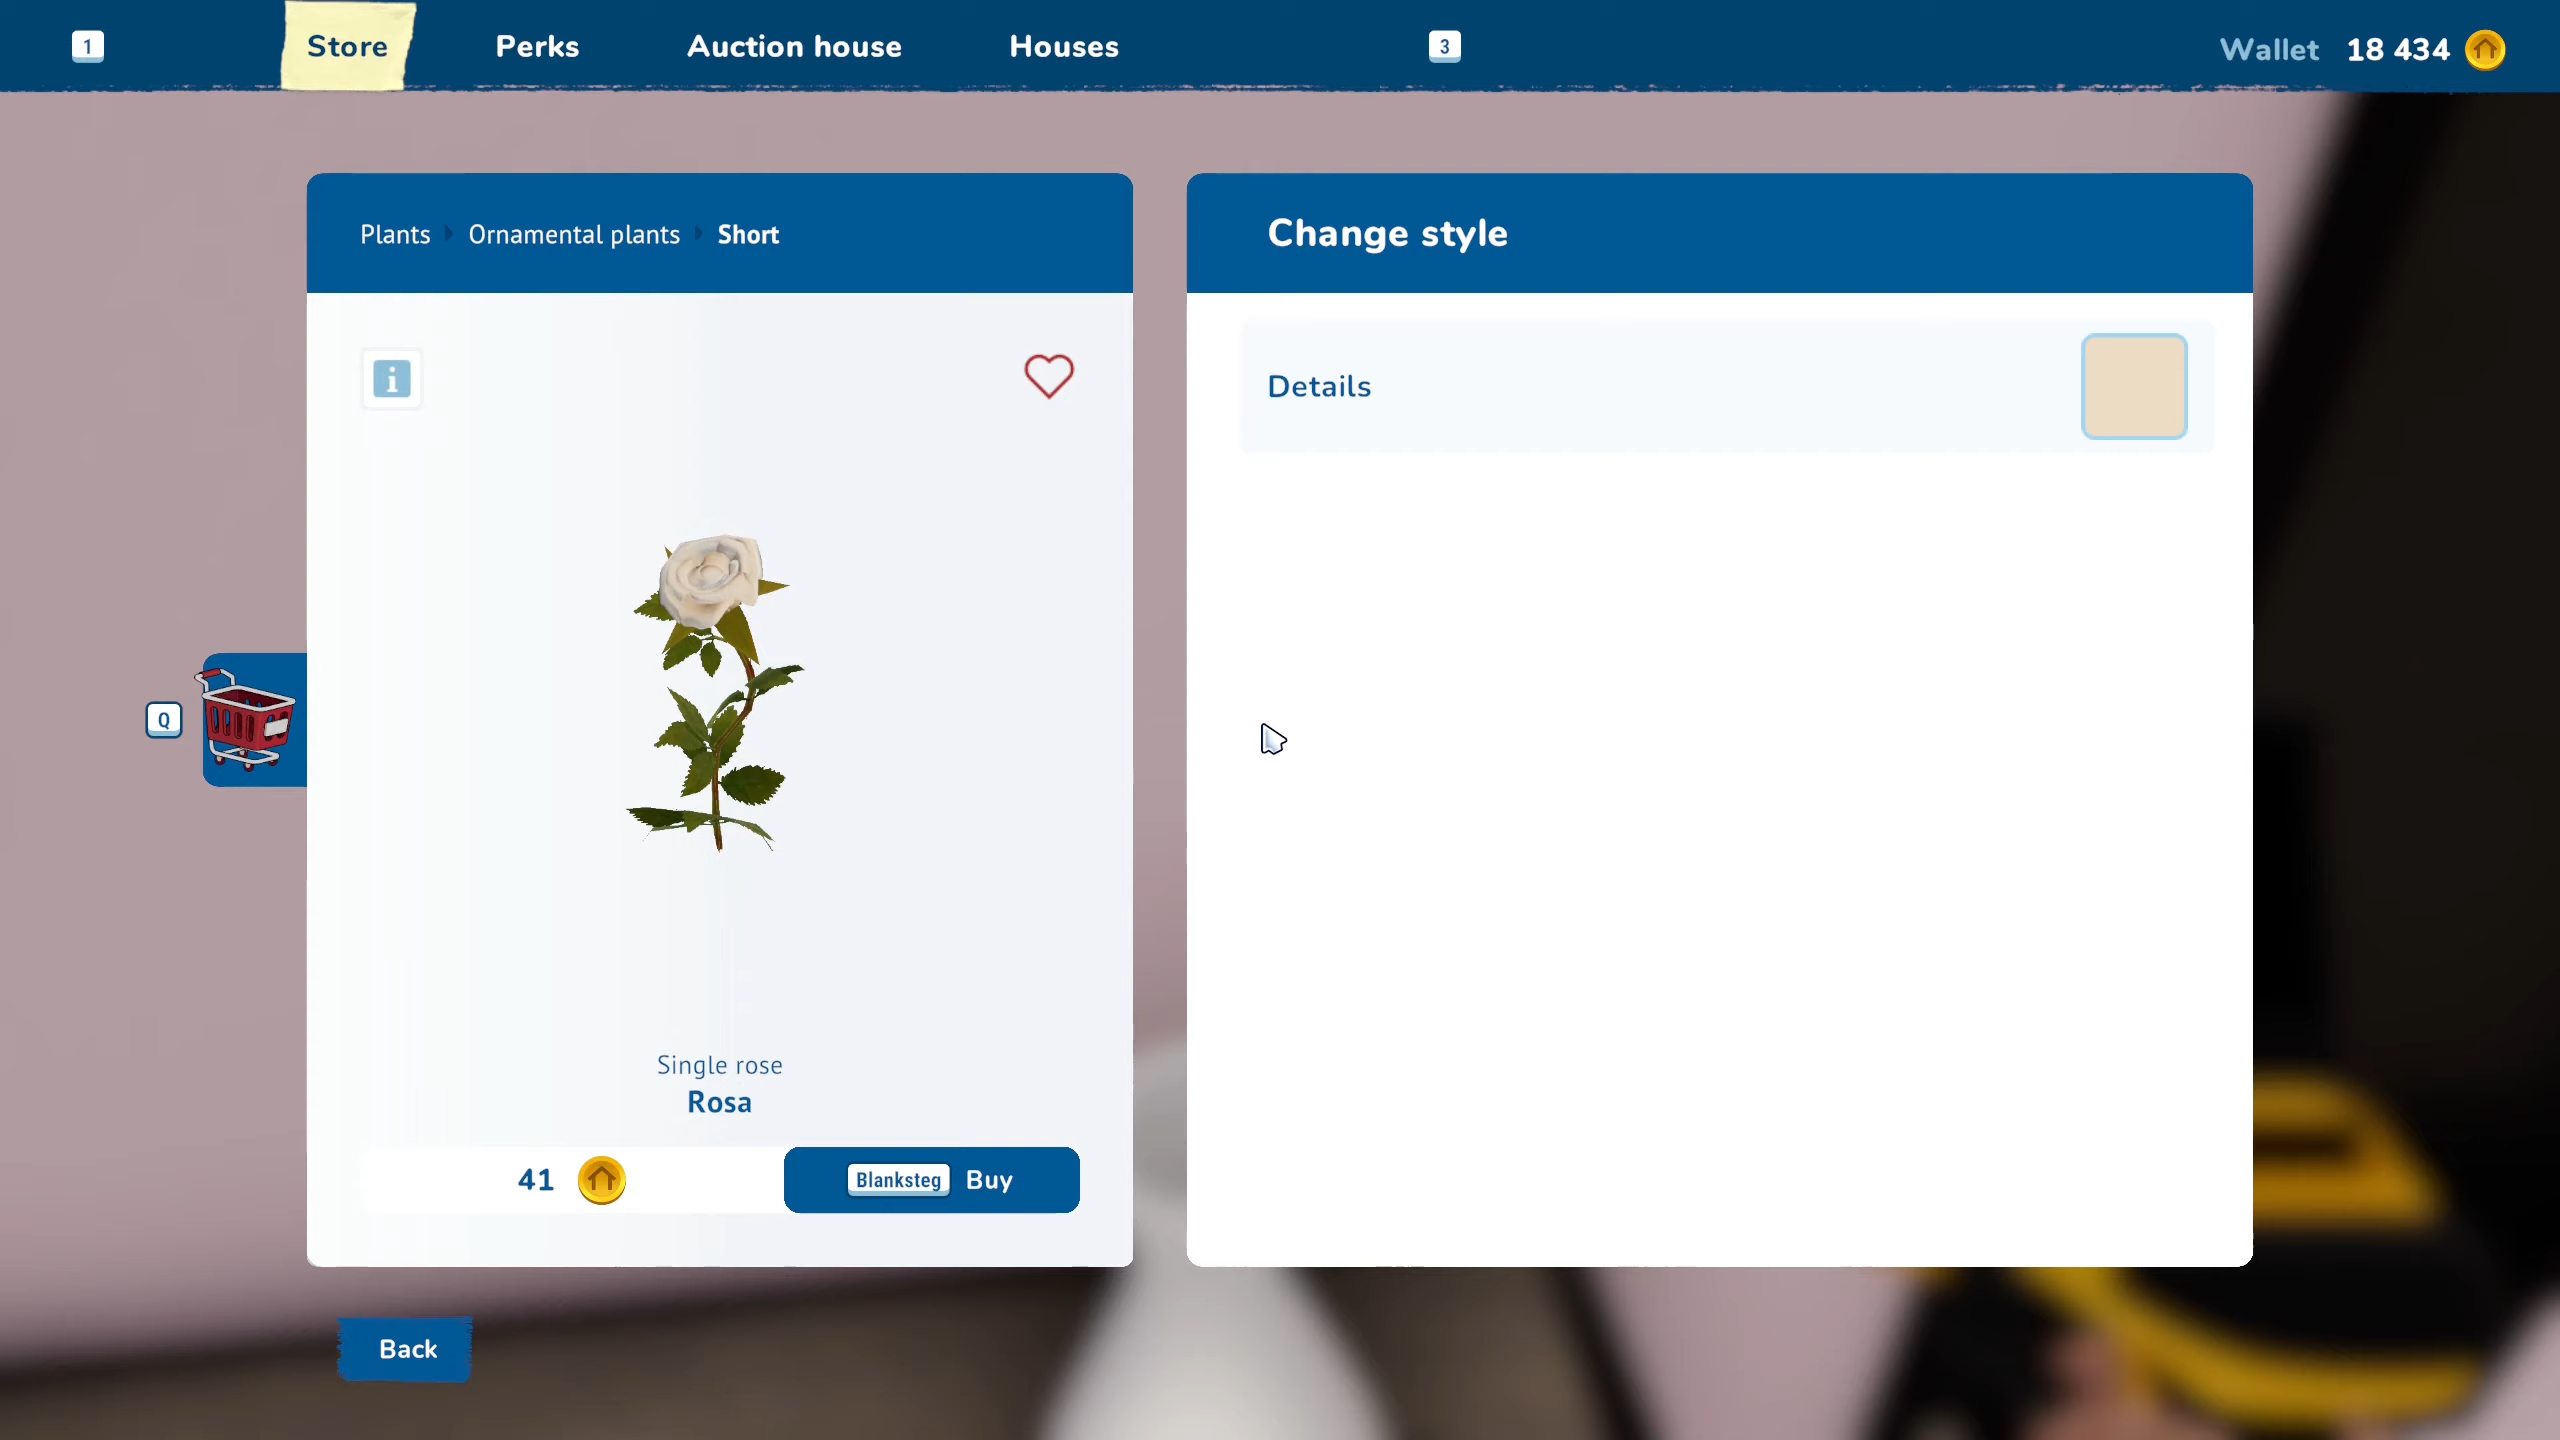 1
Store
Perks
Auction house
Houses
3
Wallet 18 434
Plants Ornamental plants Short
i
Q
Single rose
Rosa
41
Blanksteg Buy
Change style
Details
Back